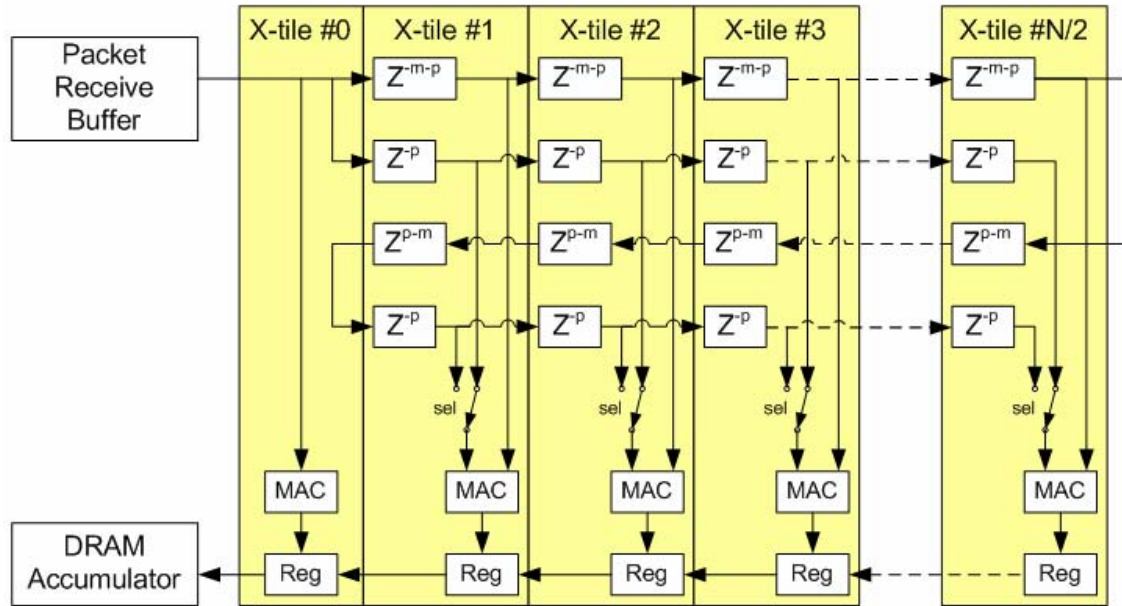 X-tile #0 X-tile #1 X-tile #2 X-tile #3 X-tile #N/2
Packet
Receive
Buffer
Z^-m-p Z^-m-p Z^-m-p Z^-m-p
Z^-p Z^-p Z^-p Z^-p
Z^p-m Z^p-m Z^p-m Z^p-m
Z^-p Z^-p Z^-p Z^-p
sel sel sel sel
MAC MAC MAC MAC MAC
DRAM
Accumulator
Reg Reg Reg Reg Reg